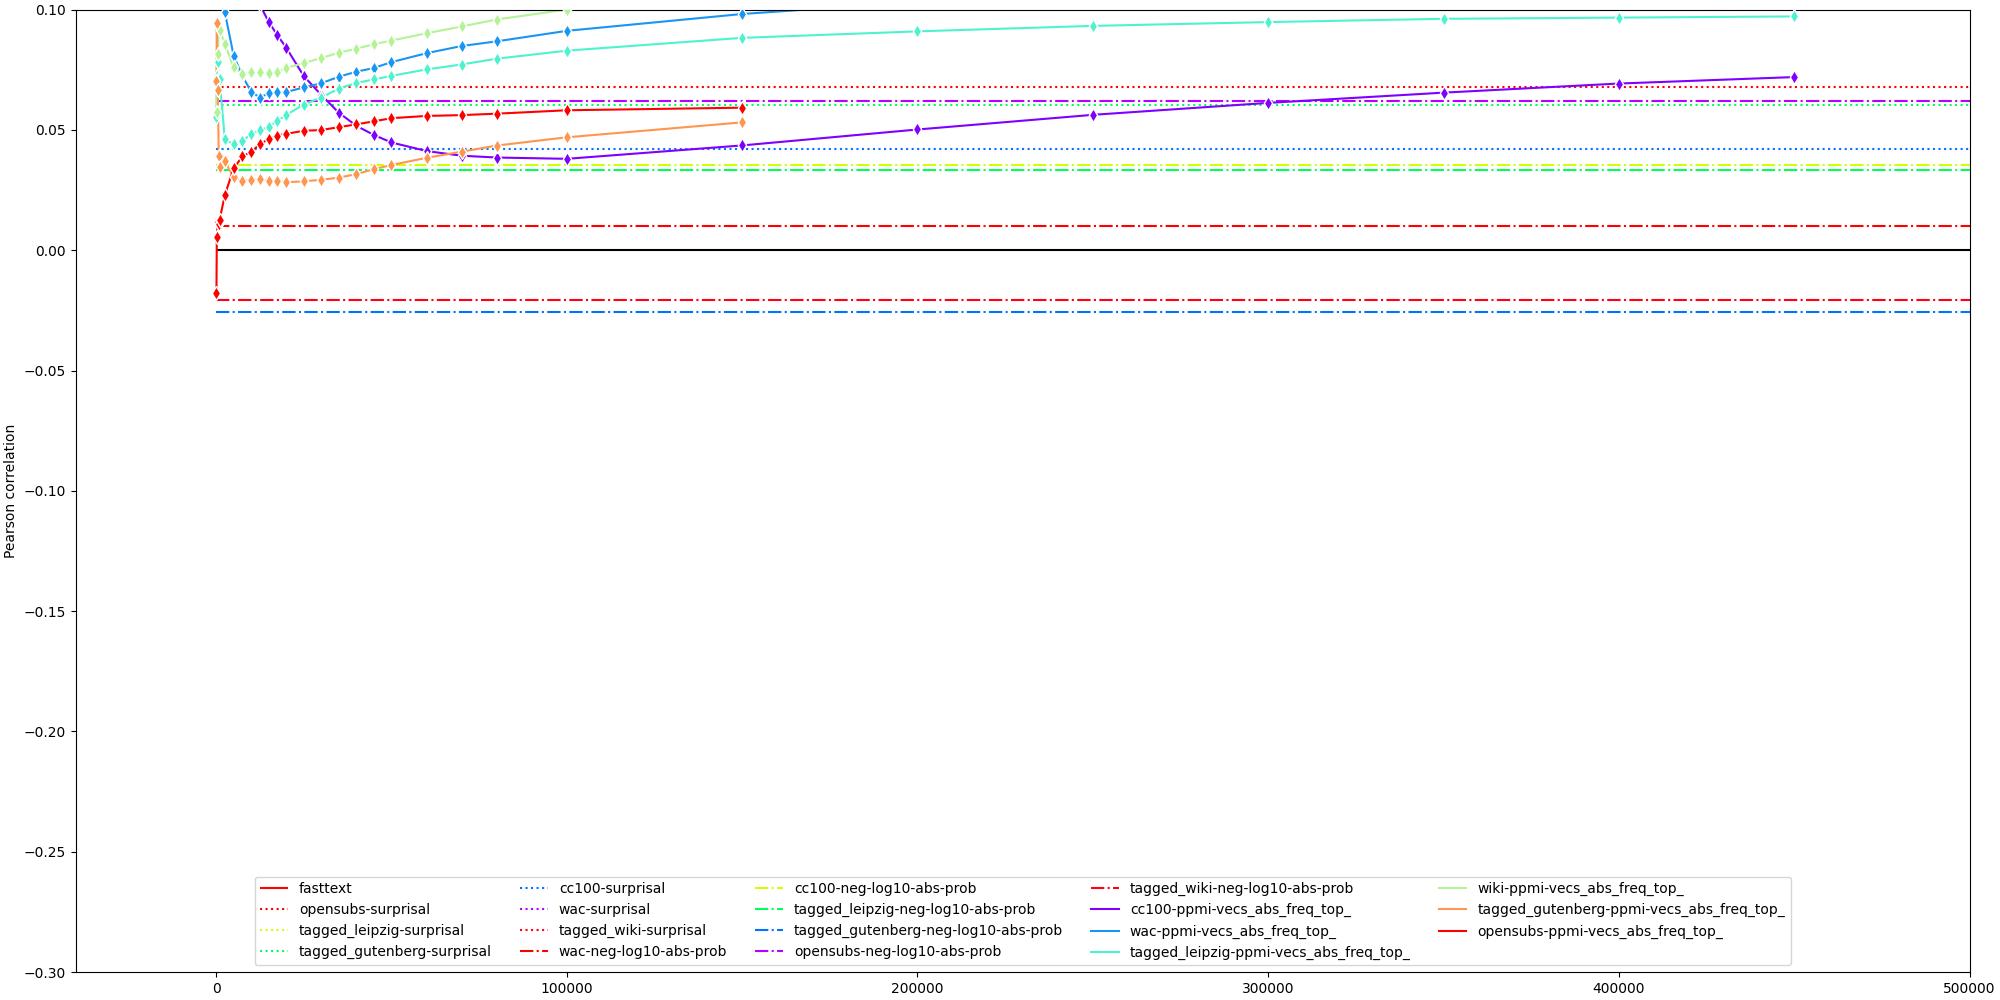 0.10
0.05
0.00
−0.05
−0.10
−0.15
−0.20
−0.25
−0.30
Pearson correlation
fasttext
opensubs-surprisal
tagged_leipzig-surprisal
tagged_gutenberg-surprisal
cc100-surprisal
wac-surprisal
tagged_wiki-surprisal
wac-neg-log10-abs-prob
cc100-neg-log10-abs-prob
tagged_leipzig-neg-log10-abs-prob
tagged_gutenberg-neg-log10-abs-prob
opensubs-neg-log10-abs-prob
tagged_wiki-neg-log10-abs-prob
cc100-ppmi-vecs_abs_freq_top_
wac-ppmi-vecs_abs_freq_top_
tagged_leipzig-ppmi-vecs_abs_freq_top_
wiki-ppmi-vecs_abs_freq_top_
tagged_gutenberg-ppmi-vecs_abs_freq_top_
opensubs-ppmi-vecs_abs_freq_top_
0 100000 200000 300000 400000 500000